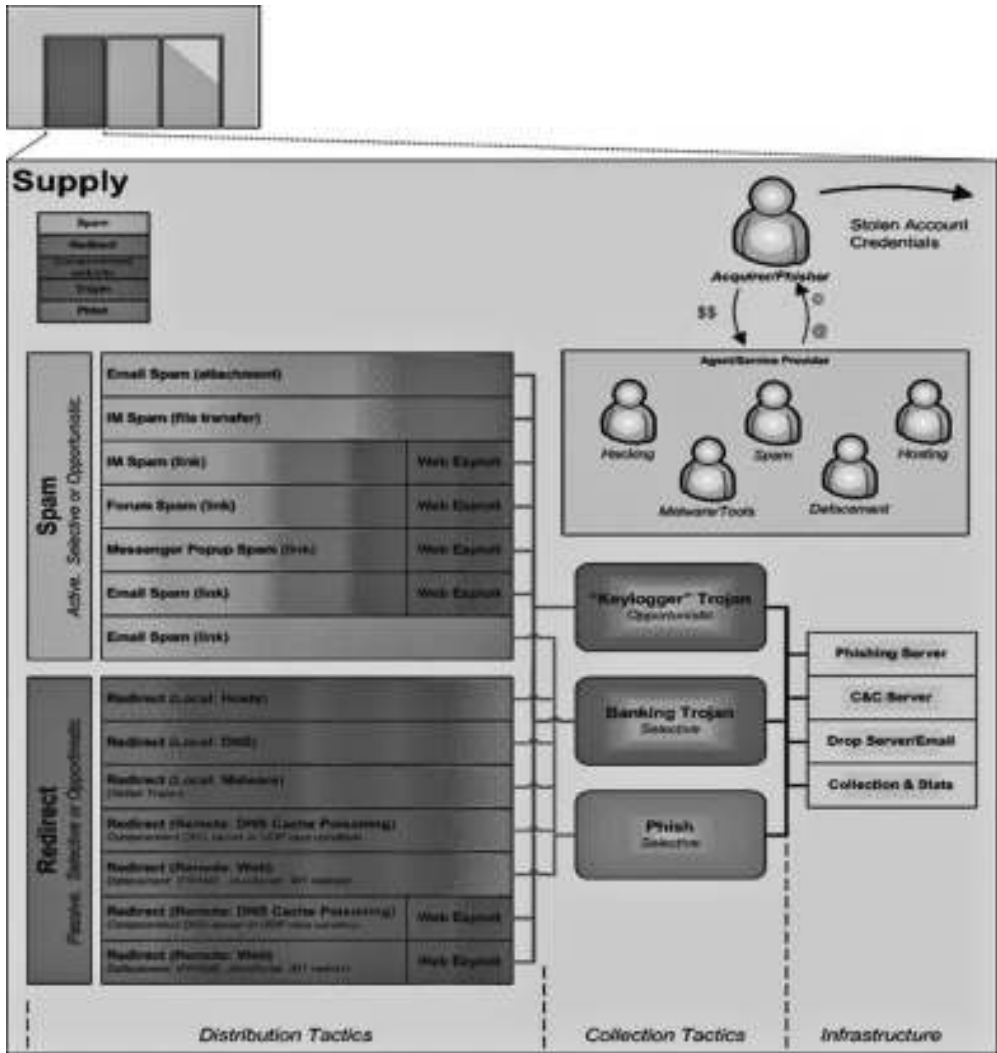 Supply
Spam
Redirect
Trojan
Phish
Stolen Account
Credentials
Acquirer/Phisher
$$
@
Agent/Service Provider
Hacking
Spam
Hosting
Malware/Tools
Defacement
Spam
Active. Selective or Opportunistic.
Email Spam (attachment)
IM Spam (file transfer)
IM Spam (link)
Web Exploit
Forum Spam (link)
Web Exploit
Messenger Popup Spam (link)
Web Exploit
Email Spam (link)
Web Exploit
Email Spam (link)
Redirect
Passive. Selective or Opportunistic.
Redirect (Local: Hosts)
Redirect (Local: DNS)
Redirect (Local: Malware)
Redirect (Remote: DNS Cache Poisoning)
Redirect (Remote: Web)
Redirect (Remote: DNS Cache Poisoning)
Web Exploit
Redirect (Remote: Web)
Web Exploit
"Keylogger" Trojan
Opportunistic
Banking Trojan
Selective
Phish
Selective
Phishing Server
C&C Server
Drop Server/Email
Collection & Stats
Distribution Tactics
Collection Tactics
Infrastructure